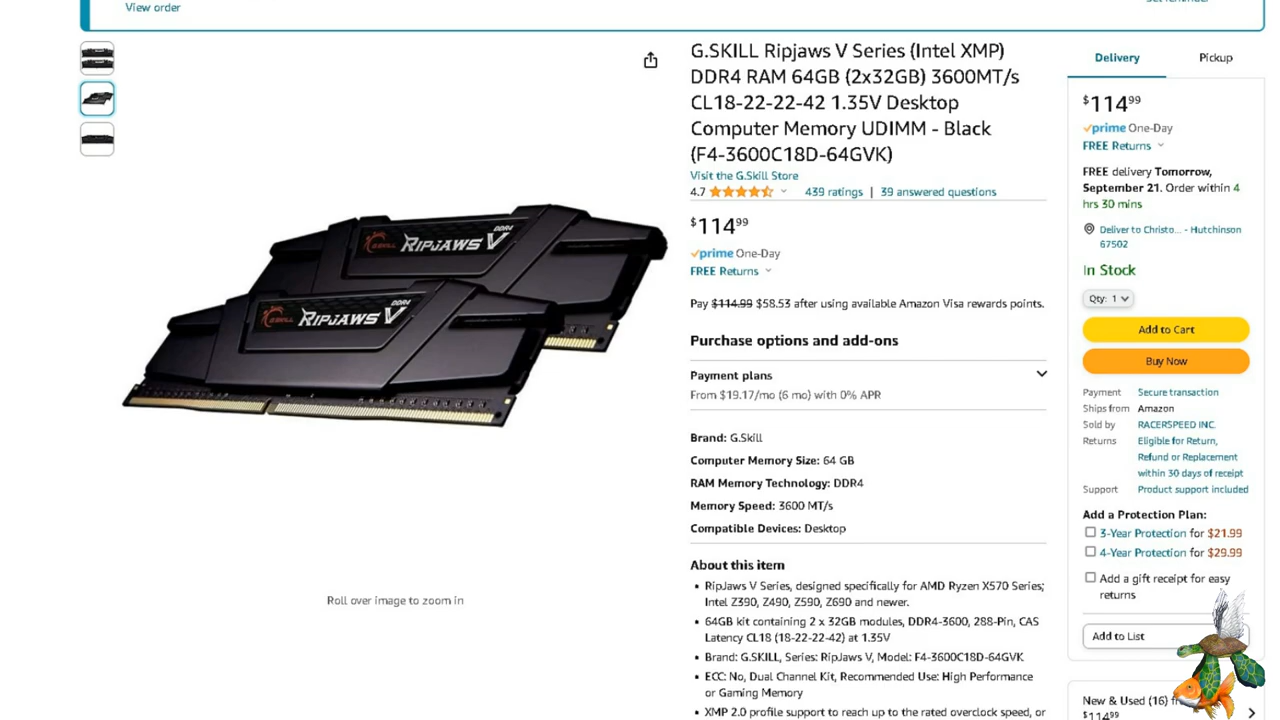 View order
G.SKILL Ripjaws V Series (Intel XMP)
DDR4 RAM 64GB (2x32GB) 3600MT/s
CL18-22-22-42 1.35V Desktop
Computer Memory UDIMM - Black
(F4-3600C18D-64GVK)
Visit the G.Skill Store
4.7 439 ratings | 39 answered questions
$114.99
prime One-Day
FREE Returns
Pay $114.99 $58.53 after using available Amazon Visa rewards points.
Purchase options and add-ons
Payment plans
From $19.17/mo (6 mo) with 0% APR
Brand: G.Skill
Computer Memory Size: 64 GB
RAM Memory Technology: DDR4
Memory Speed: 3600 MT/s
Compatible Devices: Desktop
About this item
• RipJaws V Series, designed specifically for AMD Ryzen X570 Series;
Intel Z390, Z490, Z590, Z690 and newer.
• 64GB kit containing 2 x 32GB modules, DDR4-3600, 288-Pin, CAS
Latency CL18 (18-22-22-42) at 1.35V
• Brand: G.SKILL, Series: RipJaws V, Model: F4-3600C18D-64GVK
• ECC: No, Dual Channel Kit, Recommended Use: High Performance
or Gaming Memory
• XMP 2.0 profile support to reach up to the rated overclock speed, or
G.SKILL RIPJAWS V DDR4
G.SKILL RIPJAWS V DDR4
Roll over image to zoom in
Delivery Pickup
$114.99
prime One-Day
FREE Returns
FREE delivery Tomorrow,
September 21. Order within 4
hrs 30 mins
Deliver to Christo... - Hutchinson
67502
In Stock
Qty: 1
Add to Cart
Buy Now
Payment Secure transaction
Ships from Amazon
Sold by RACERSPEED INC.
Returns Eligible for Return,
Refund or Replacement
within 30 days of receipt
Support Product support included
Add a Protection Plan:
3-Year Protection for $21.99
4-Year Protection for $29.99
Add a gift receipt for easy
returns
Add to List
New & Used (16)
$114.99